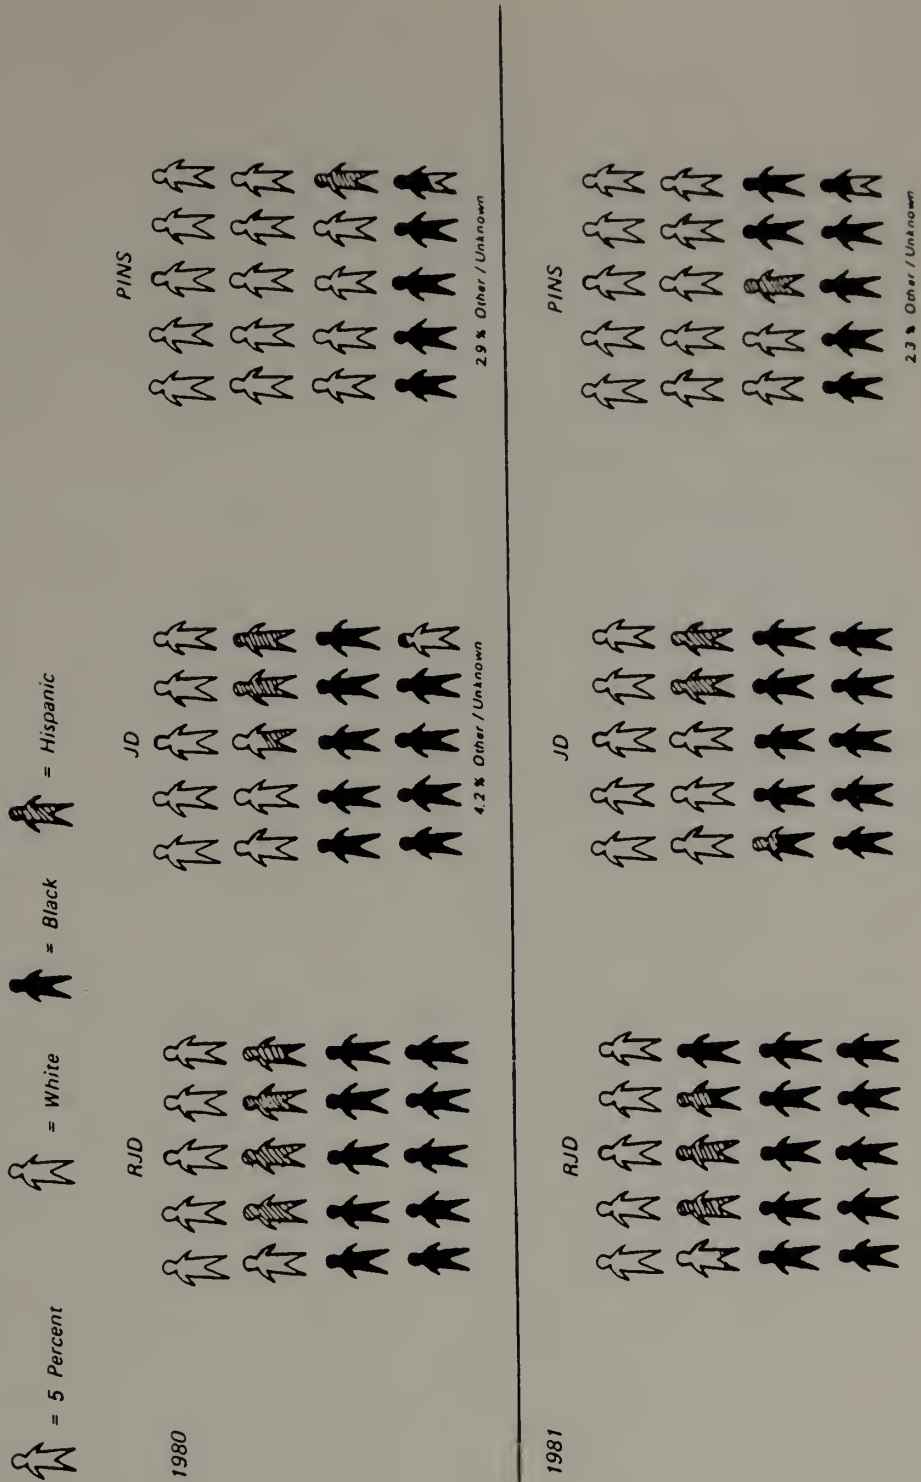 = 5 Percent
= White
= Black
= Hispanic
1980
RJD
JD
PINS
4.2 % Other / Unknown
2.9 % Other / Unknown
1981
RJD
JD
PINS
2.3 % Other / Unknown